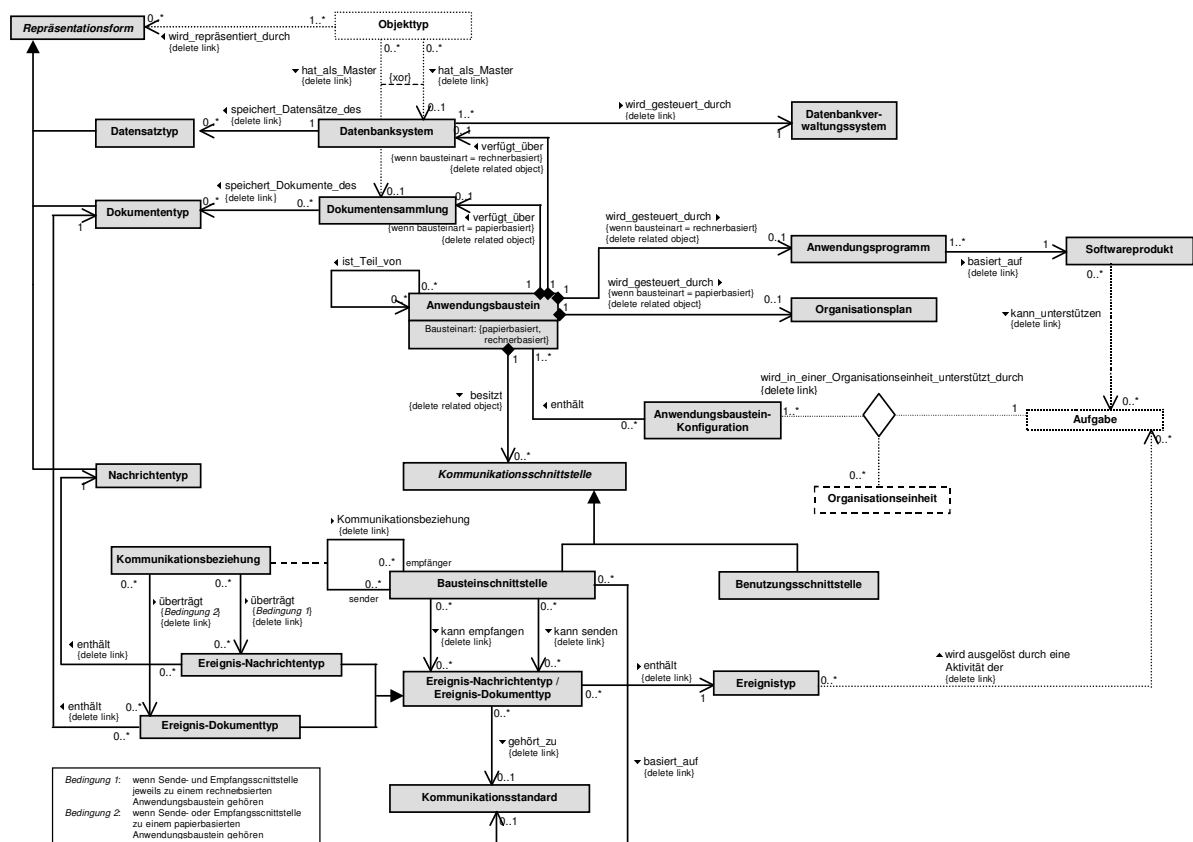 0..*
1..*
Repräsentationsform
Objekttyp
wird_repräsentiert_durch
{delete link}
0..*
0..*
hat_als_Master
{delete link}
hat_als_Master
{delete link}
{xor}
speichert_Datensätze_des
{delete link}
0..*
1
0..1
1..*
wird_gesteuert_durch
{delete link}
1
Datensatztyp
Datenbanksystem
Datenbankver-
waltungssystem
0..1
verfügt_über
{wenn bausteinart = rechnerbasiert}
{delete related object}
speichert_Dokumente_des
{delete link}
0..*
0..*
0..1
0..1
Dokumententyp
1
Dokumentensammlung
verfügt_über
{wenn bausteinart = papierbasiert}
{delete related object}
wird_gesteuert_durch
{wenn bausteinart = rechnerbasiert}
{delete related object}
0..1
Anwendungsprogramm
1..*
1
basiert_auf
{delete link}
Softwareprodukt
0..*
ist_Teil_von
0..*
0..*
1
1
1
1
Anwendungsbaustein
Bausteinart: {papierbasiert,
rechnerbasiert}
wird_gesteuert_durch
{wenn bausteinart = papierbasiert}
{delete related object}
0..1
Organisationsplan
kann_unterstützen
{delete link}
1
1..*
besitzt
{delete related object}
enthält
0..*
Anwendungsbaustein-
Konfiguration
1..*
wird_in_einer_Organisationseinheit_unterstützt_durch
{delete link}
1
0..*
Aufgabe
0..*
0..*
Kommunikationsschnittstelle
0..*
Organisationseinheit
Nachrichtentyp
1
Kommunikationsbeziehung
{delete link}
Kommunikationsbeziehung
0..*
empfänger
0..*
sender
Bausteinschnittstelle
0..*
Benutzungsschnittstelle
0..*
0..*
überträgt
{Bedingung 2}
{delete link}
überträgt
{Bedingung 1}
{delete link}
0..*
0..*
kann empfangen
{delete link}
kann senden
{delete link}
enthält
{delete link}
0..*
0..*
Ereignis-Nachrichtentyp
0..*
0..*
Ereignis-Nachrichtentyp /
Ereignis-Dokumenttyp
0..*
enthält
{delete link}
1
Ereignistyp
0..*
wird ausgelöst durch eine
Aktivität der
{delete link}
enthält
{delete link}
0..*
0..*
Ereignis-Dokumenttyp
0..*
gehört_zu
{delete link}
0..1
basiert_auf
{delete link}
Kommunikationsstandard
0..1
Bedingung 1: wenn Sende- und Empfangsscnittstelle
jeweils zu einem rechnerbsierten
Anwendungsbaustein gehören
Bedingung 2: wenn Sende- oder Empfangsscnittstelle
zu einem papierbasierten
Anwendungsbaustein gehören